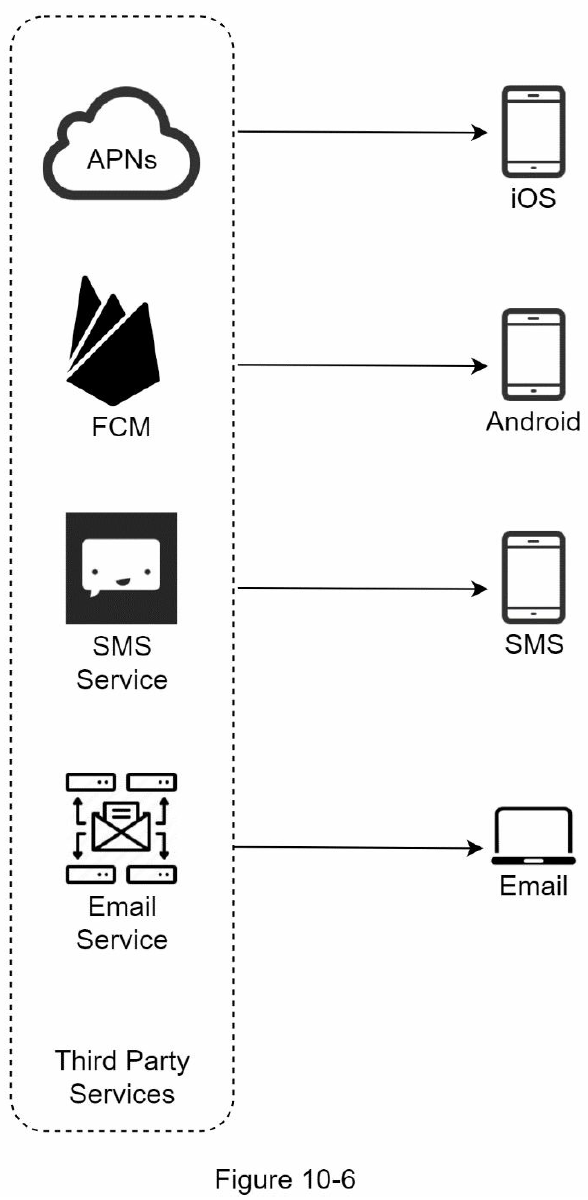 APNs
iOS
FCM
Android
SMS
Service
SMS
Email
Service
Email
Third Party
Services
Figure 10-6